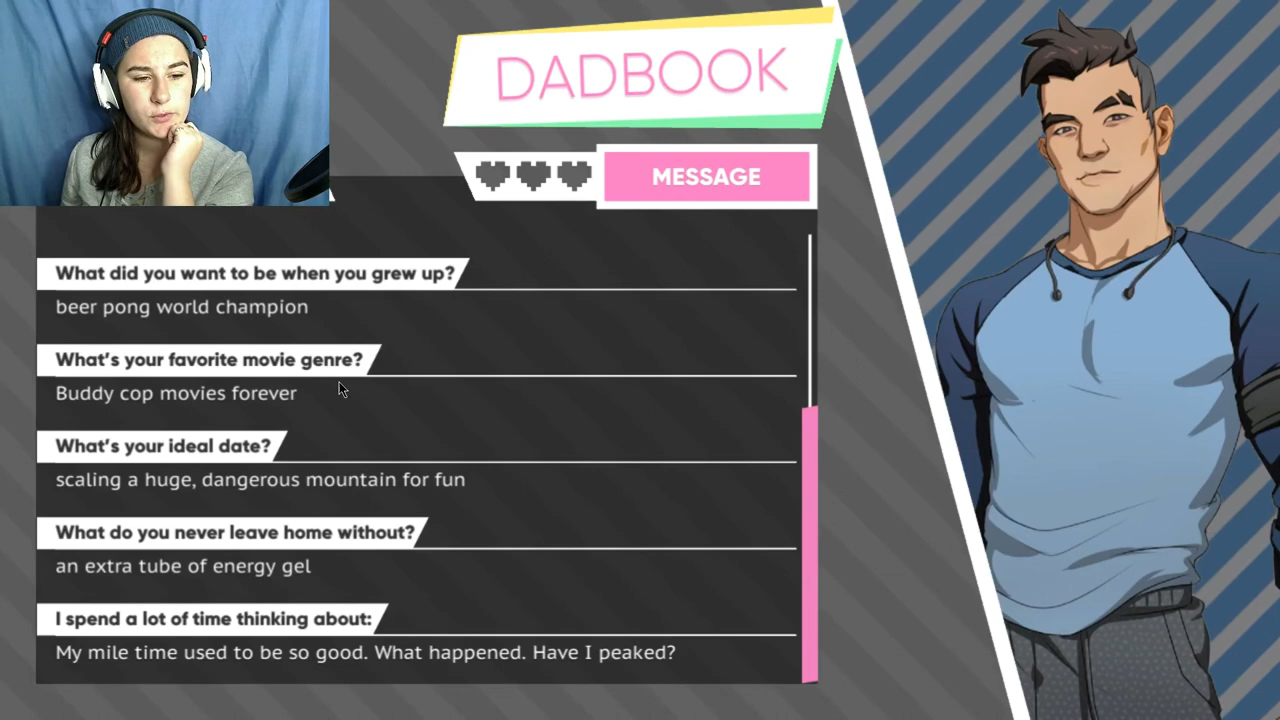 DADBOOK
MESSAGE
What did you want to be when you grew up?
beer pong world champion
What's your favorite movie genre?
Buddy cop movies forever
What's your ideal date?
scaling a huge, dangerous mountain for fun
What do you never leave home without?
an extra tube of energy gel
I spend a lot of time thinking about:
My mile time used to be so good. What happened. Have I peaked?